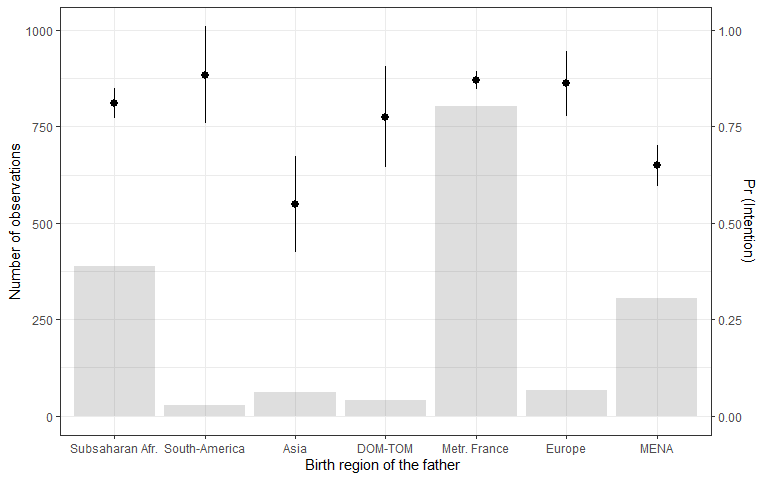 1000
750
500
250
0
Number of observations
1.00
0.75
0.50
0.25
0.00
Pr (Intention)
Subsaharan Afr. South-America Asia DOM-TOM Metr. France Europe MENA
Birth region of the father